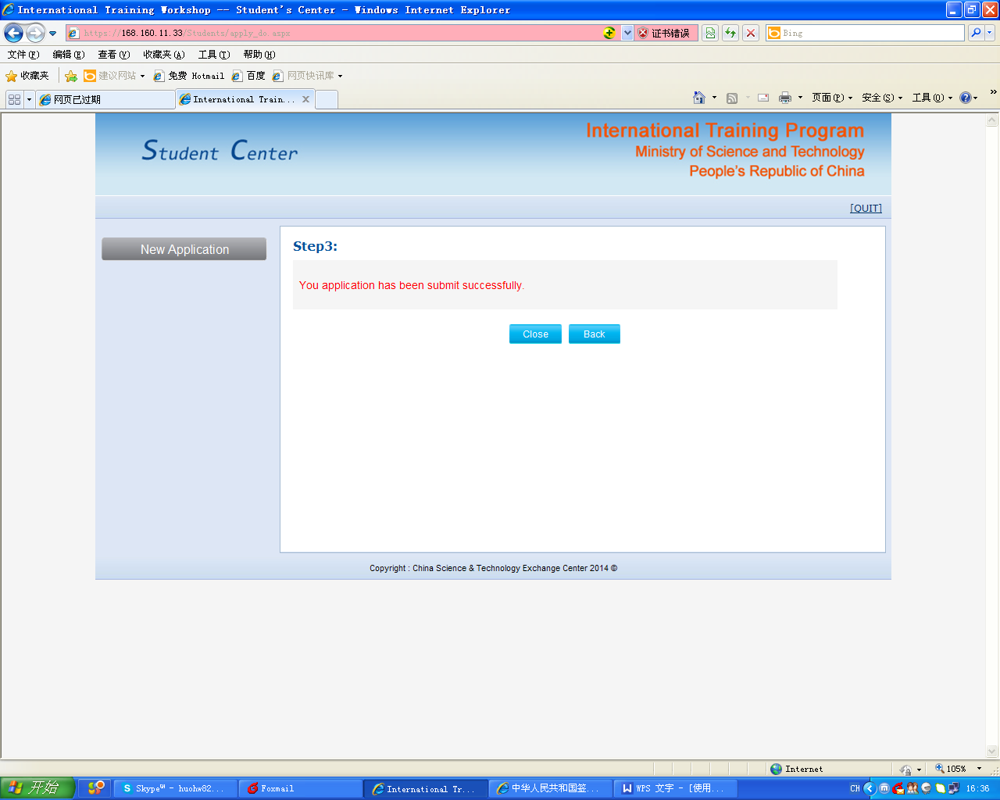 International Training Workshop -- Student's Center - Windows Internet Explorer
https://168.160.11.33/Students/apply_do.aspx
证书错误
Bing
文件(F) 编辑(E) 查看(V) 收藏夹(A) 工具(T) 帮助(H)
收藏夹 建议网站 免费 Hotmail 百度 网页快讯库
网页已过期 International Train... 页面(P) 安全(S) 工具(O) »
Student Center
International Training Program
Ministry of Science and Technology
People's Republic of China
[QUIT]
New Application
Step3:
You application has been submit successfully.
Close Back
Copyright : China Science & Technology Exchange Center 2014 ©
Internet 105%
开始 Skype™ - huohw82... Foxmail International Tr... 中华人民共和国签... WPS 文字 - [使用... CH 16:36